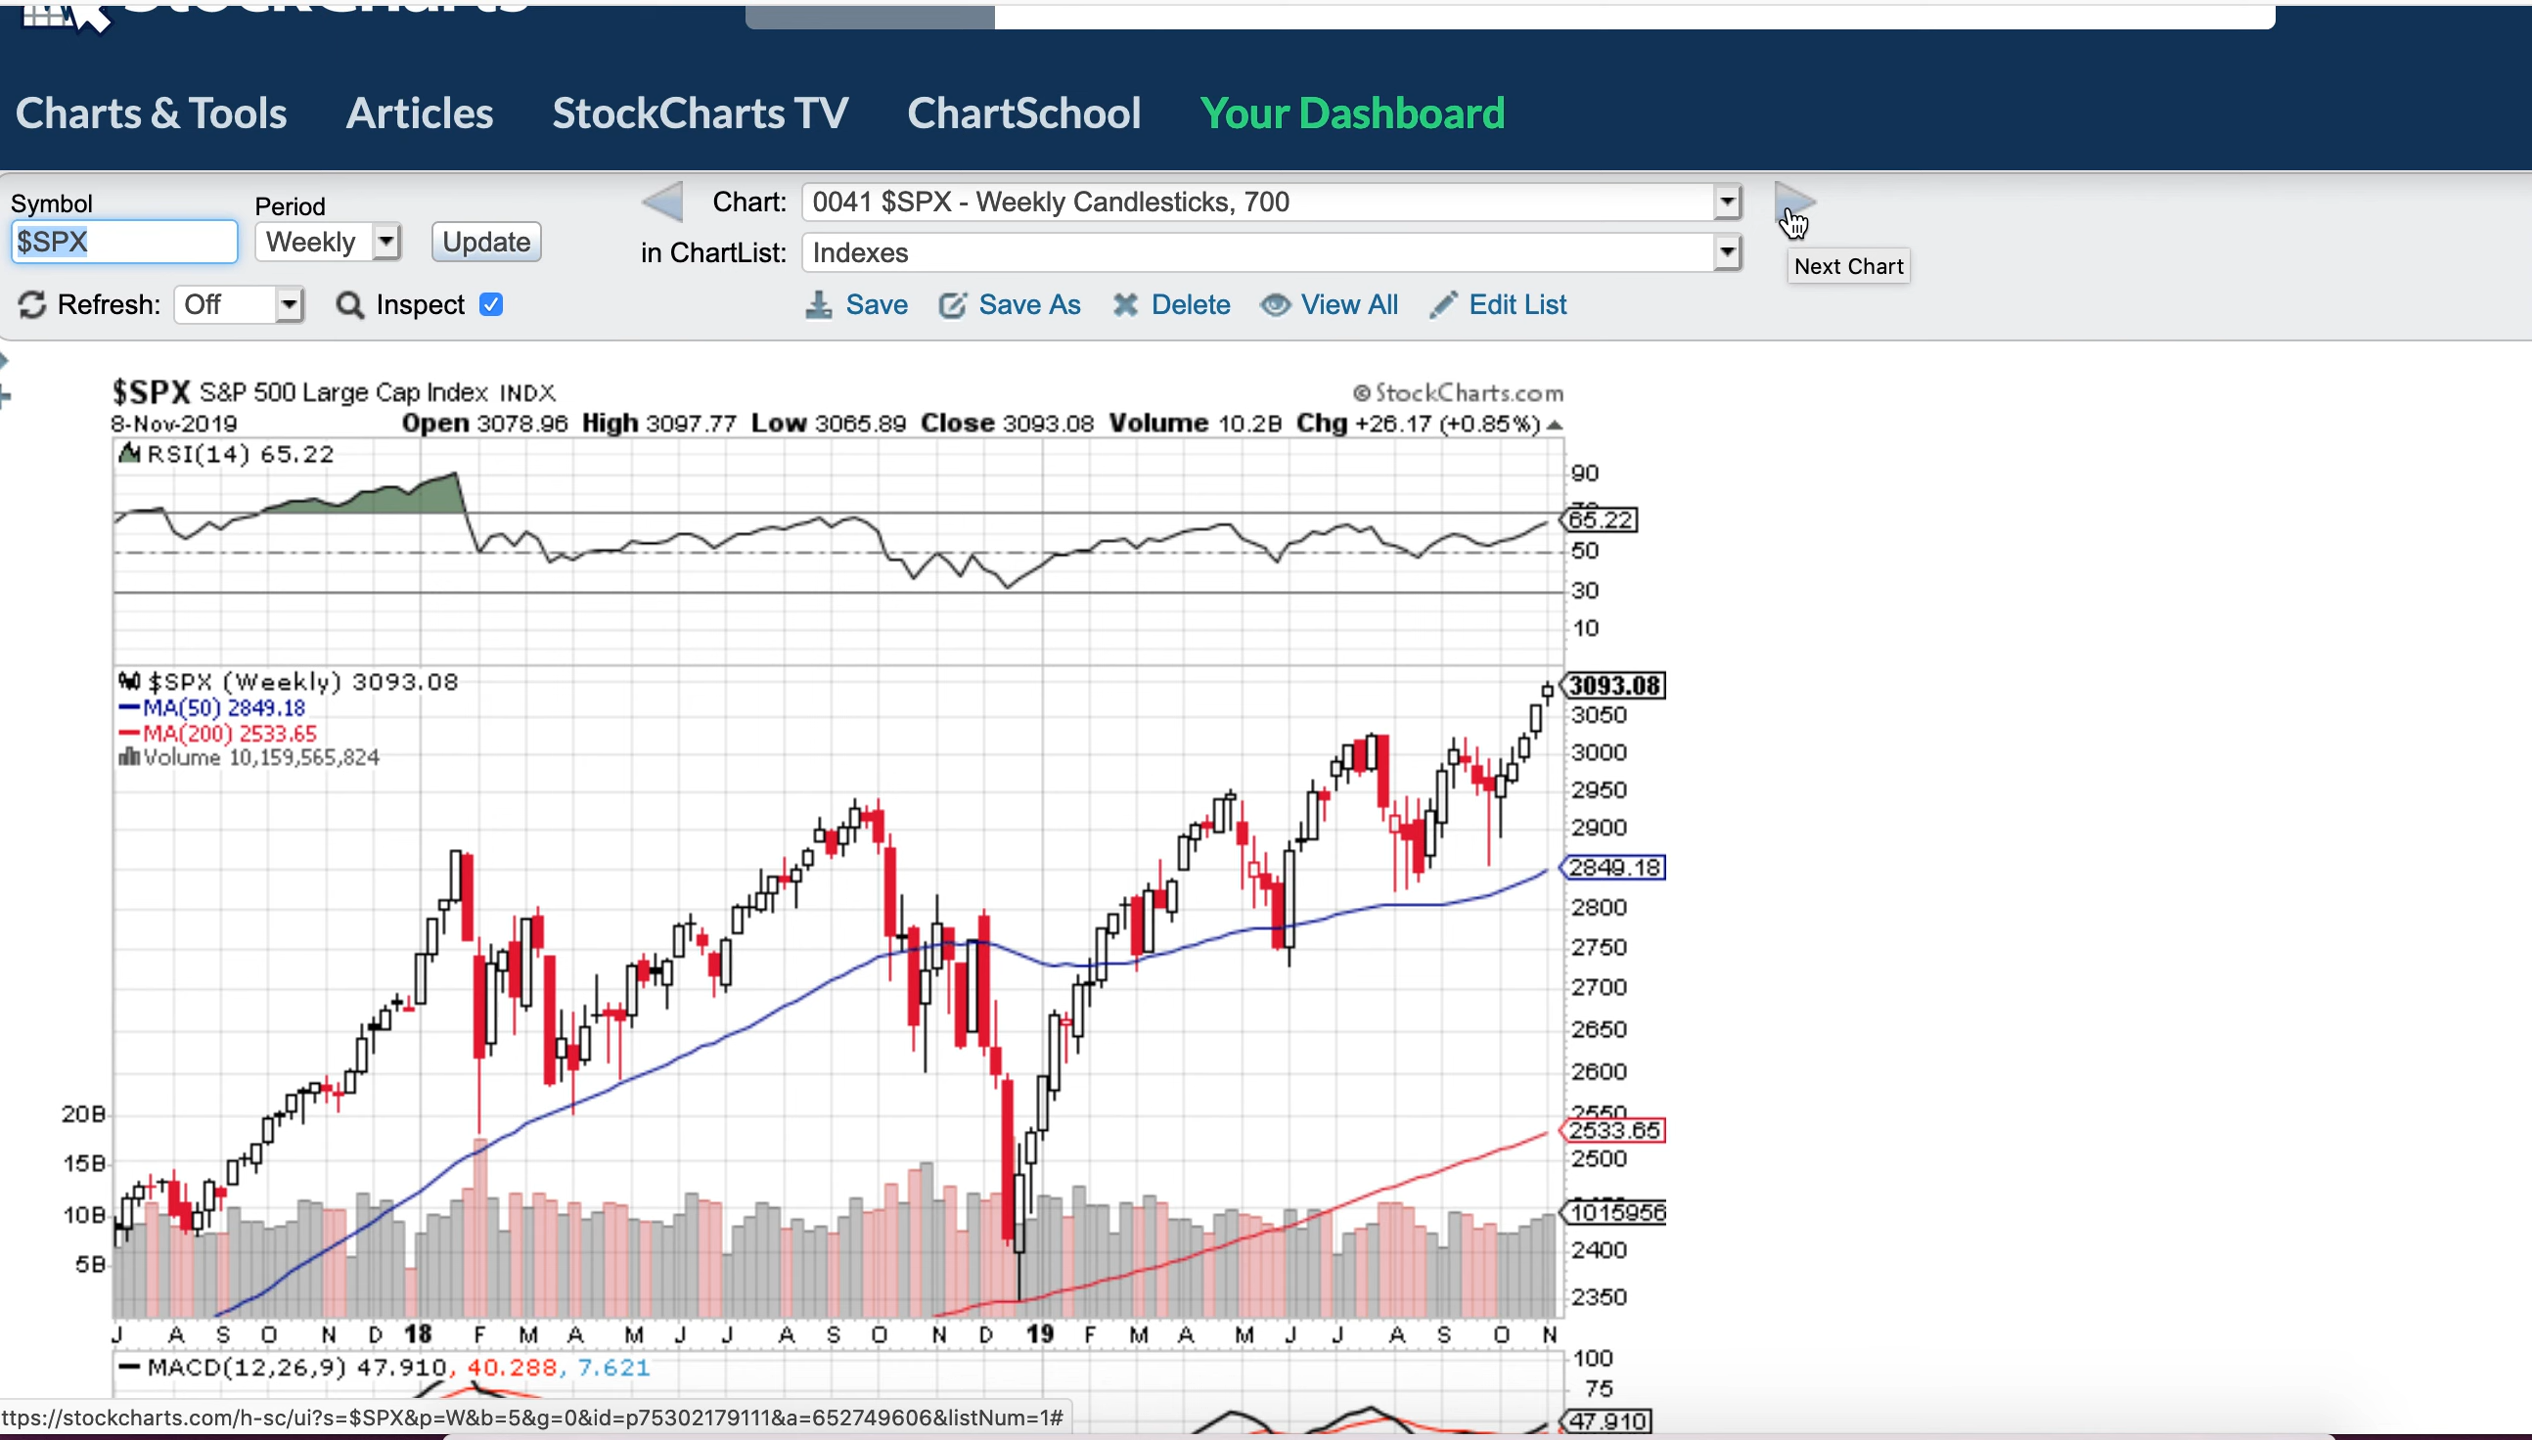 StockCharts
Charts & Tools Articles StockCharts TV ChartSchool Your Dashboard
Symbol Period Chart: 0041 $SPX - Weekly Candlesticks, 700
$SPX Weekly Update in ChartList: Indexes
Next Chart
Refresh: Off Inspect Save Save As Delete View All Edit List
$SPX S&P 500 Large Cap Index INDX © StockCharts.com
8-Nov-2019 Open 3078.96 High 3097.77 Low 3065.89 Close 3093.08 Volume 10.2B Chg +26.17 (+0.85%)
RSI(14) 65.22
90
70
65.22
50
30
10
$SPX (Weekly) 3093.08
MA(50) 2849.18
MA(200) 2533.65
Volume 10,159,565,824
3093.08
3050
3000
2950
2900
2849.18
2800
2750
2700
2650
2600
2550
2533.65
2500
1015956
2400
2350
20B
15B
10B
5B
J A S O N D 18 F M A M J J A S O N D 19 F M A M J J A S O N
MACD(12,26,9) 47.910, 40.288, 7.621
100
75
47.910
ttps://stockcharts.com/h-sc/ui?s=$SPX&p=W&b=5&g=0&id=p75302179111&a=652749606&listNum=1#